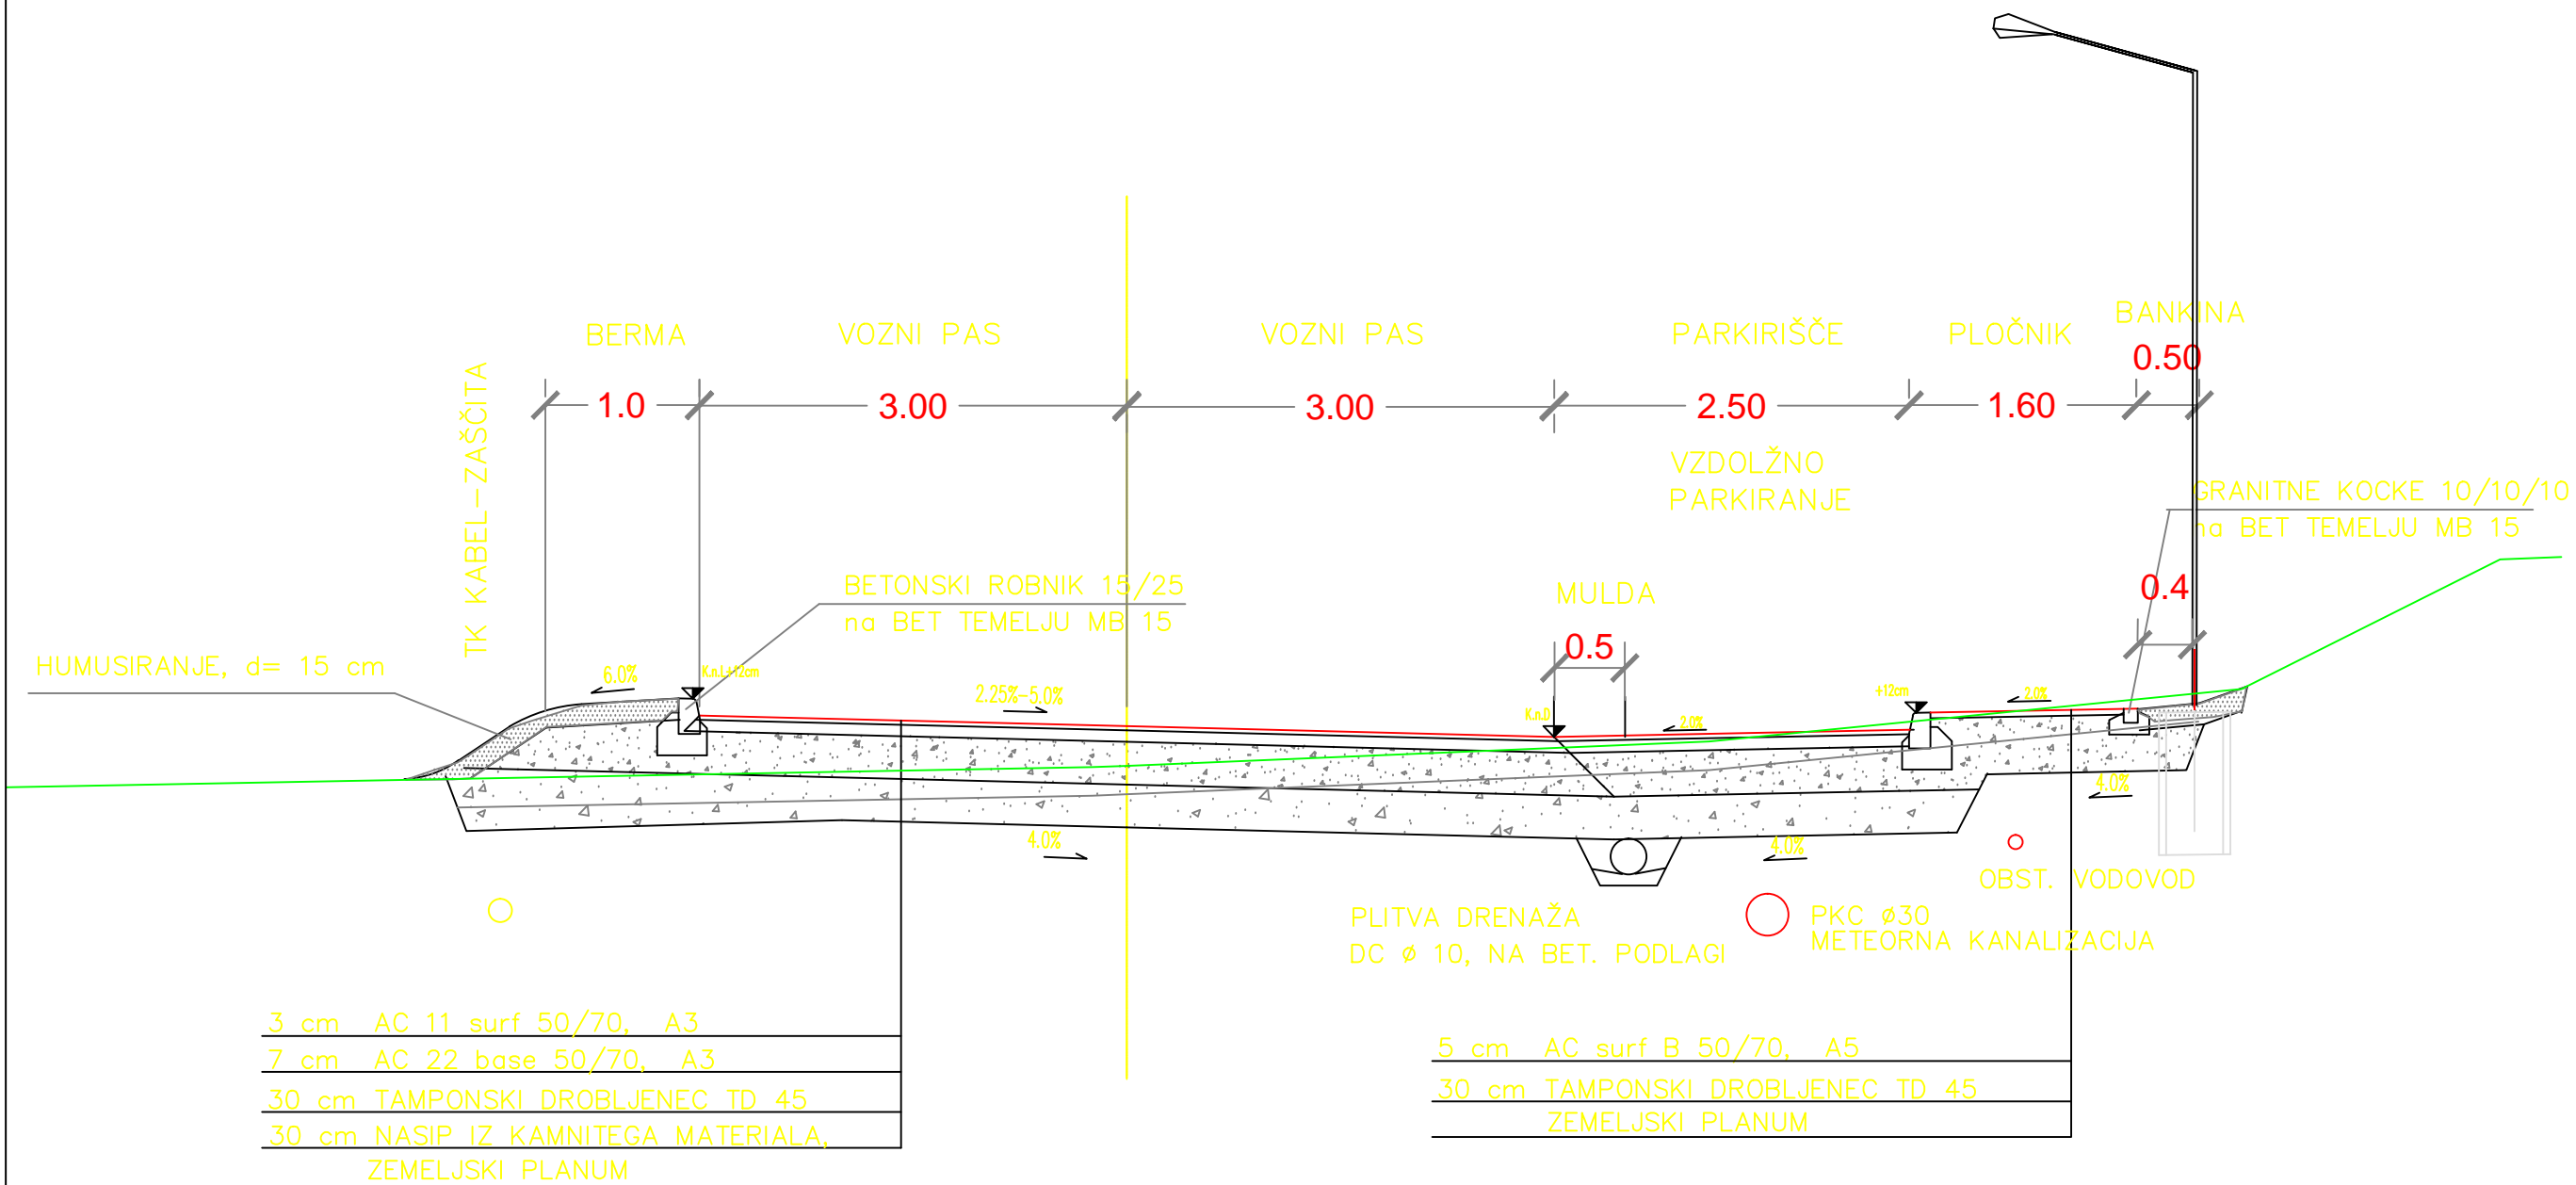 BERMA
VOZNI PAS
VOZNI PAS
PARKIRIŠČE
PLOČNIK
BANKINA
1.0
3.00
3.00
2.50
1.60
0.50
TK KABEL-ZAŠČITA
VZDOLŽNO
PARKIRANJE
GRANITNE KOCKE 10/10/10
na BET TEMELJU MB 15
BETONSKI ROBNIK 15/25
na BET TEMELJU MB 15
MULDA
0.5
0.4
HUMUSIRANJE, d= 15 cm
6.0%
K.n.L+12cm
2.25%-5.0%
K.n.D
2.0%
+12cm
2.0%
4.0%
4.0%
4.0%
OBST. VODOVOD
PLITVA DRENAŽA
DC ø 10, NA BET. PODLAGI
PKC ø30
METEORNA KANALIZACIJA
3 cm AC 11 surf 50/70, A3
7 cm AC 22 base 50/70, A3
30 cm TAMPONSKI DROBLJENEC TD 45
30 cm NASIP IZ KAMNITEGA MATERIALA,
ZEMELJSKI PLANUM
5 cm AC surf B 50/70, A5
30 cm TAMPONSKI DROBLJENEC TD 45
ZEMELJSKI PLANUM